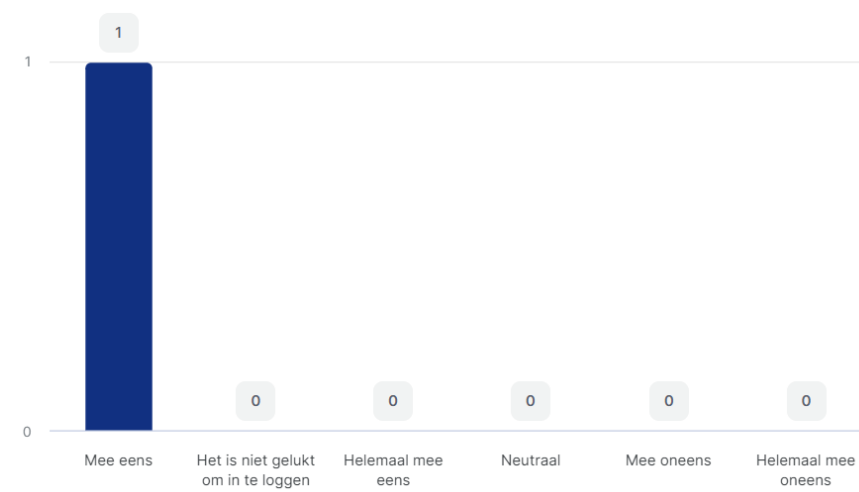 1
1
0
0
0
0
0
0
Mee eens
Het is niet gelukt
om in te loggen
Helemaal mee
eens
Neutraal
Mee oneens
Helemaal mee
oneens